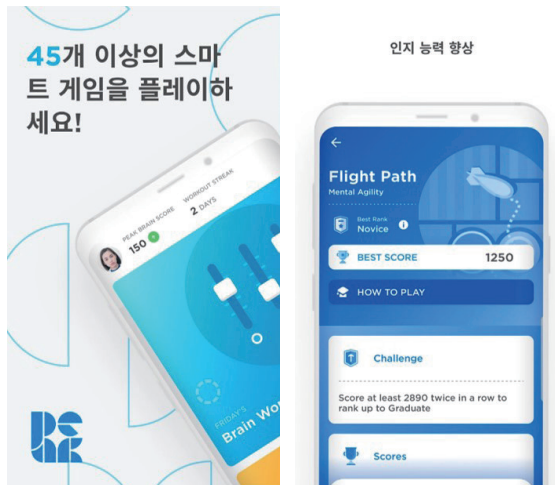 45개 이상의 스마
트 게임을 플레이하
세요!
PEAK BRAIN SCORE
150
WORKOUT STREAK
2 DAYS
FRIDAY'S
PEAK
인지 능력 향상
Flight Path
Mental Agility
Best Rank
Novice
BEST SCORE
1250
HOW TO PLAY
Challenge
Score at least 2890 twice in a row to
rank up to Graduate
Scores